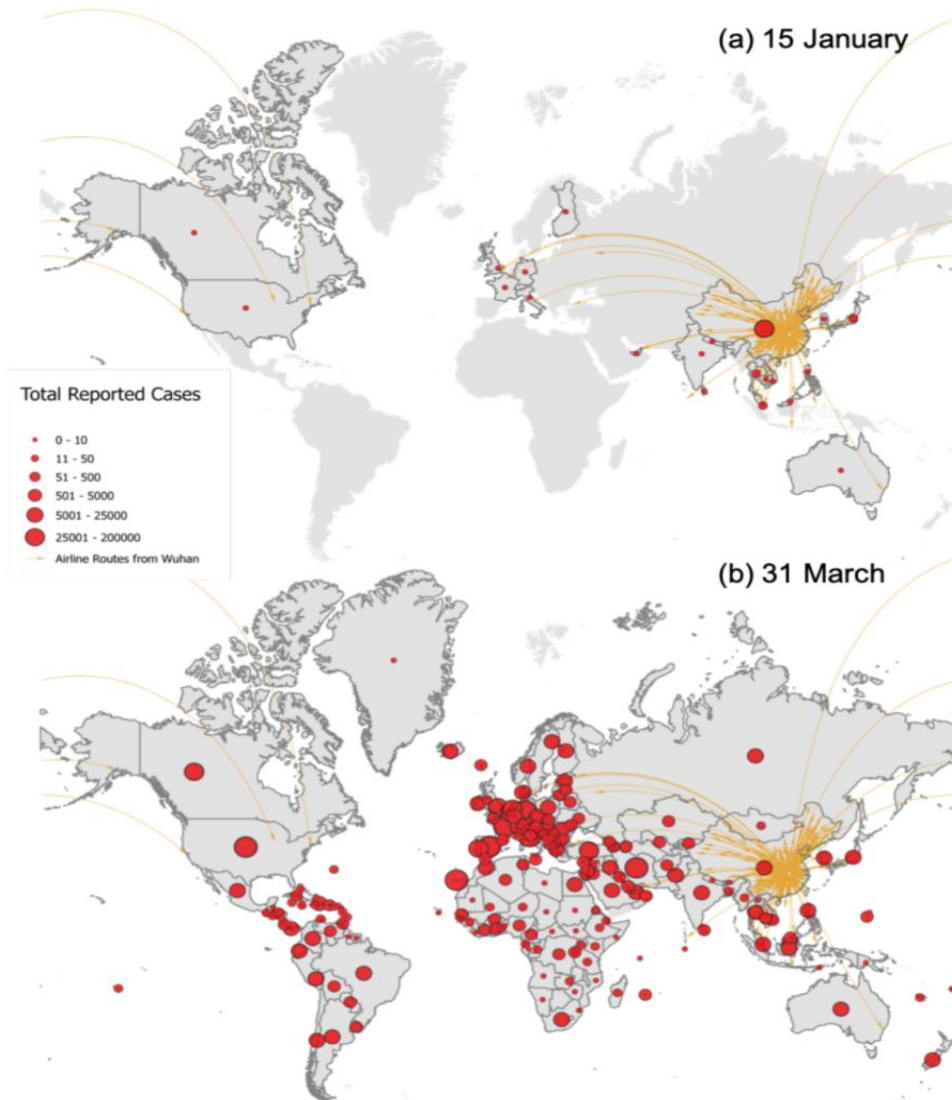 (a) 15 January
Total Reported Cases
0 - 10
11 - 50
51 - 500
501 - 5000
5001 - 25000
25001 - 200000
Airline Routes from Wuhan
(b) 31 March